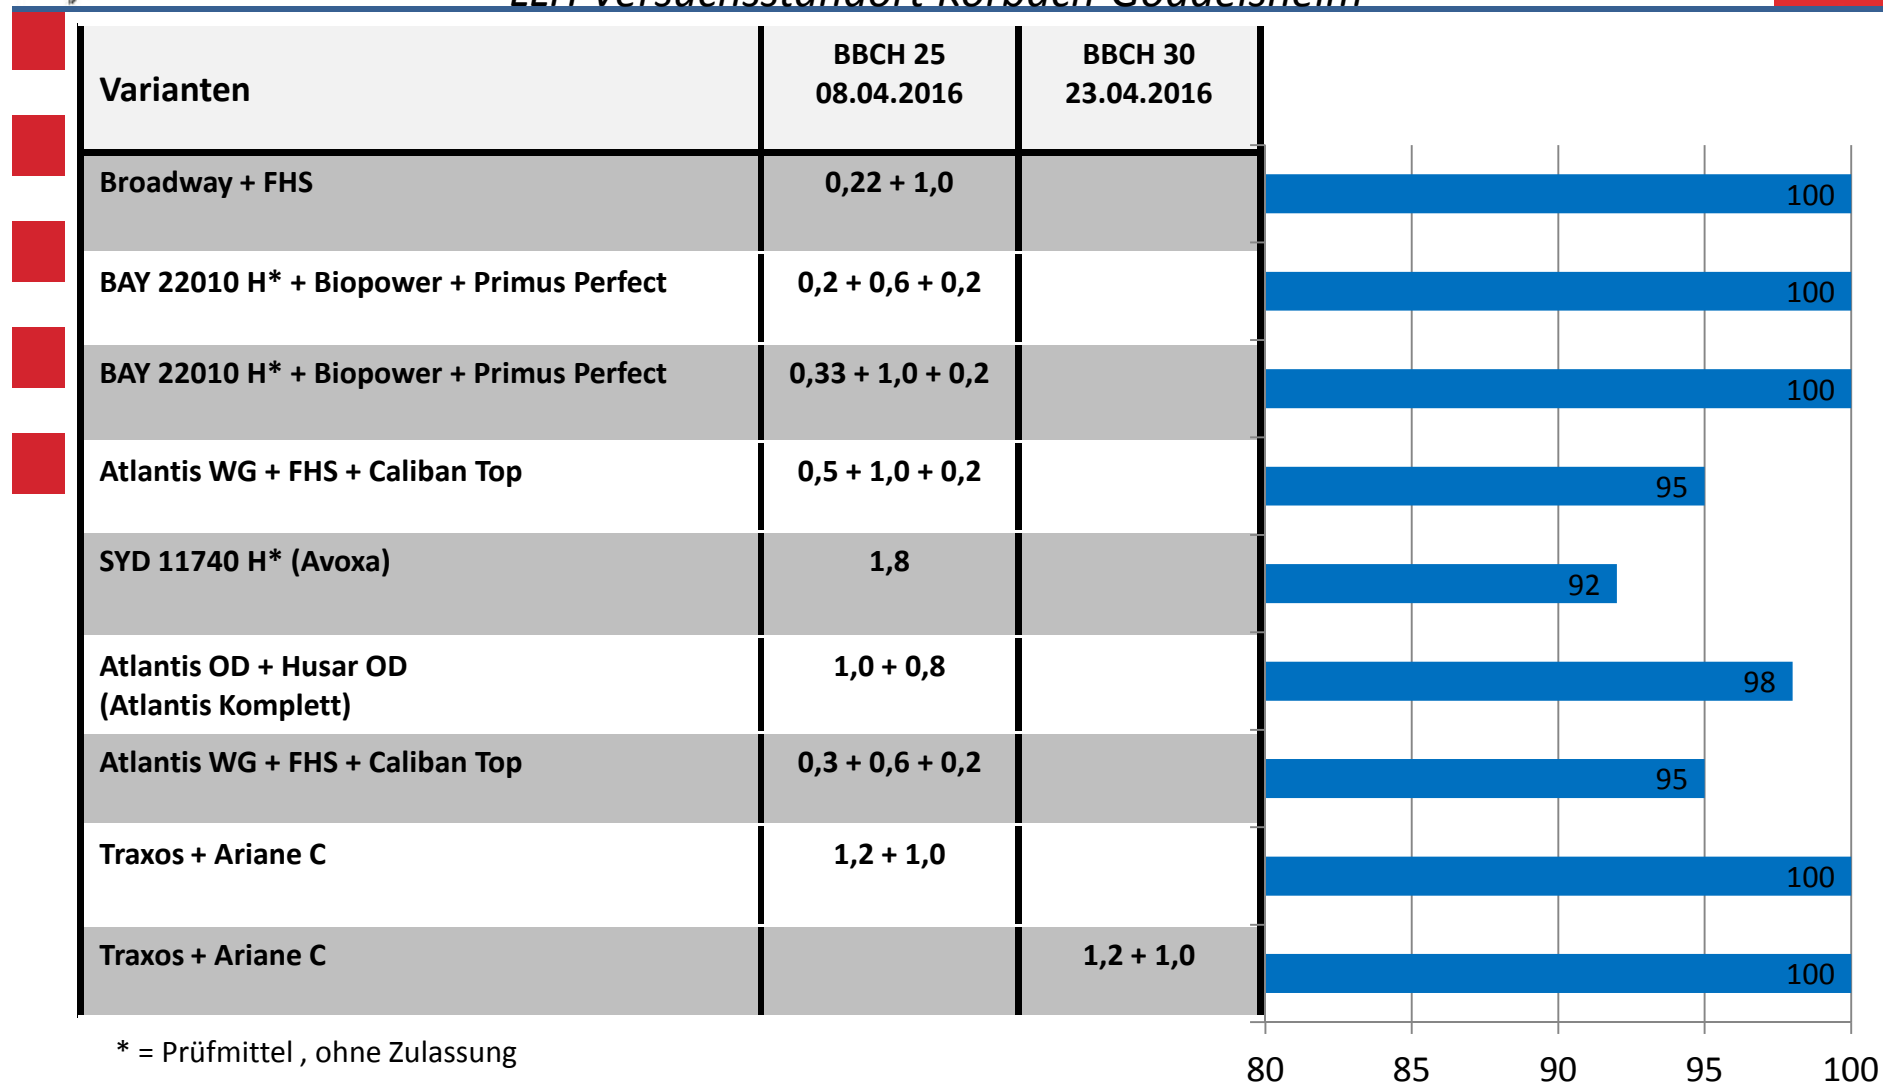 LLH-Versuchsstandort Korbach-Goddelsheim
Varianten
BBCH 25
08.04.2016
BBCH 30
23.04.2016
Broadway + FHS
0,22 + 1,0
100
BAY 22010 H* + Biopower + Primus Perfect
0,2 + 0,6 + 0,2
100
BAY 22010 H* + Biopower + Primus Perfect
0,33 + 1,0 + 0,2
100
Atlantis WG + FHS + Caliban Top
0,5 + 1,0 + 0,2
95
SYD 11740 H* (Avoxa)
1,8
92
Atlantis OD + Husar OD
(Atlantis Komplett)
1,0 + 0,8
98
Atlantis WG + FHS + Caliban Top
0,3 + 0,6 + 0,2
95
Traxos + Ariane C
1,2 + 1,0
100
Traxos + Ariane C
1,2 + 1,0
100
* = Prüfmittel , ohne Zulassung
80 85 90 95 100